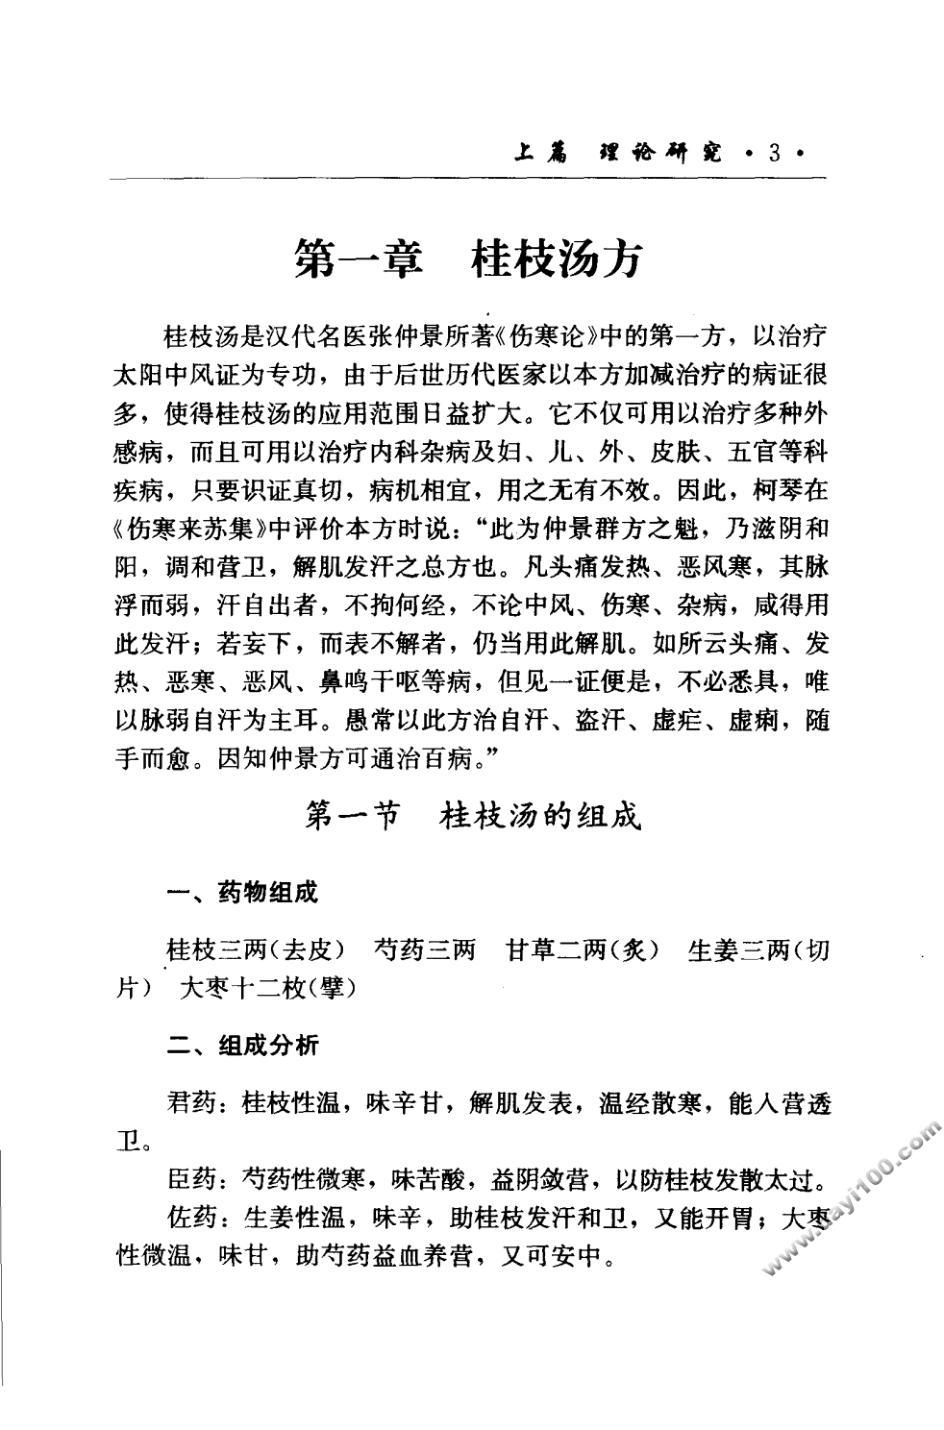 上篇 理论研究 · 3 ·
第一章 桂枝汤方
桂枝汤是汉代名医张仲景所著《伤寒论》中的第一方，以治疗
太阳中风证为专功，由于后世历代医家以本方加减治疗的病证很
多，使得桂枝汤的应用范围日益扩大。它不仅可用以治疗多种外
感病，而且可用以治疗内科杂病及妇、儿、外、皮肤、五官等科
疾病，只要识证真切，病机相宜，用之无有不效。因此，柯琴在
《伤寒来苏集》中评价本方时说：“此为仲景群方之魁，乃滋阴和
阳，调和营卫，解肌发汗之总方也。凡头痛发热、恶风寒，其脉
浮而弱，汗自出者，不拘何经，不论中风、伤寒、杂病，咸得用
此发汗；若妄下，而表不解者，仍当用此解肌。如所云头痛、发
热、恶寒、恶风、鼻鸣干呕等病，但见一证便是，不必悉具，唯
以脉弱自汗为主耳。愚常以此方治自汗、盗汗、虚疟、虚痢，随
手而愈。因知仲景方可通治百病。”
第一节 桂枝汤的组成
一、药物组成
桂枝三两（去皮） 芍药三两 甘草二两（炙） 生姜三两（切
片） 大枣十二枚（擘）
二、组成分析
君药：桂枝性温，味辛甘，解肌发表，温经散寒，能入营透
卫。
臣药：芍药性微寒，味苦酸，益阴敛营，以防桂枝发散太过。
佐药：生姜性温，味辛，助桂枝发汗和卫，又能开胃；大枣
性微温，味甘，助芍药益血养营，又可安中。